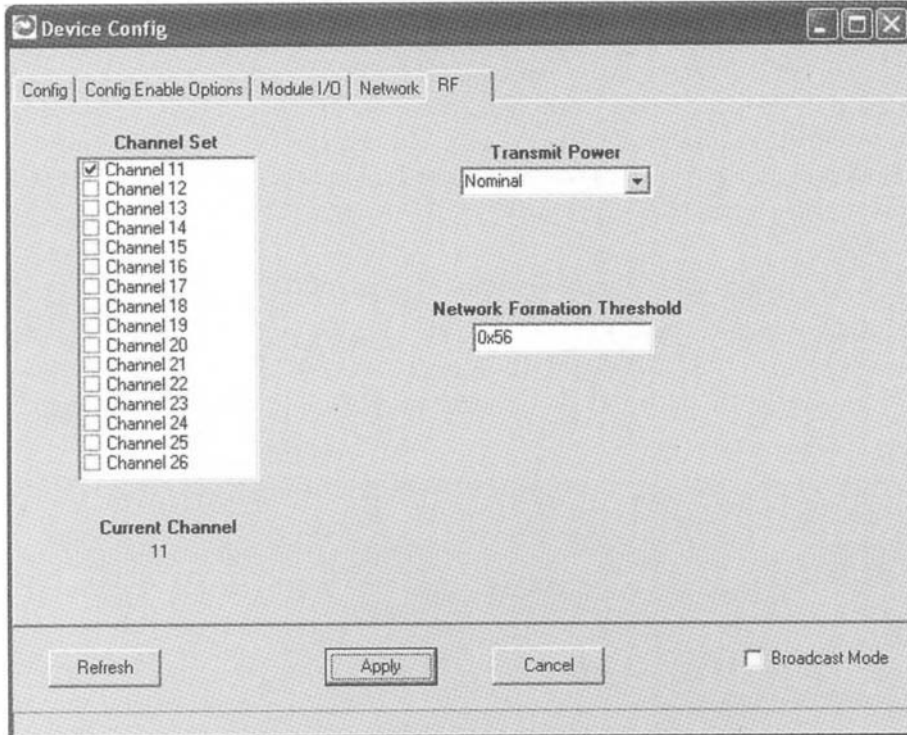 Device Config
Config
Config Enable Options
Module I/O
Network
RF
Channel Set
Channel 11
Channel 12
Channel 13
Channel 14
Channel 15
Channel 16
Channel 17
Channel 18
Channel 19
Channel 20
Channel 21
Channel 22
Channel 23
Channel 24
Channel 25
Channel 26
Current Channel
11
Transmit Power
Nominal
Network Formation Threshold
0x56
Refresh
Apply
Cancel
Broadcast Mode